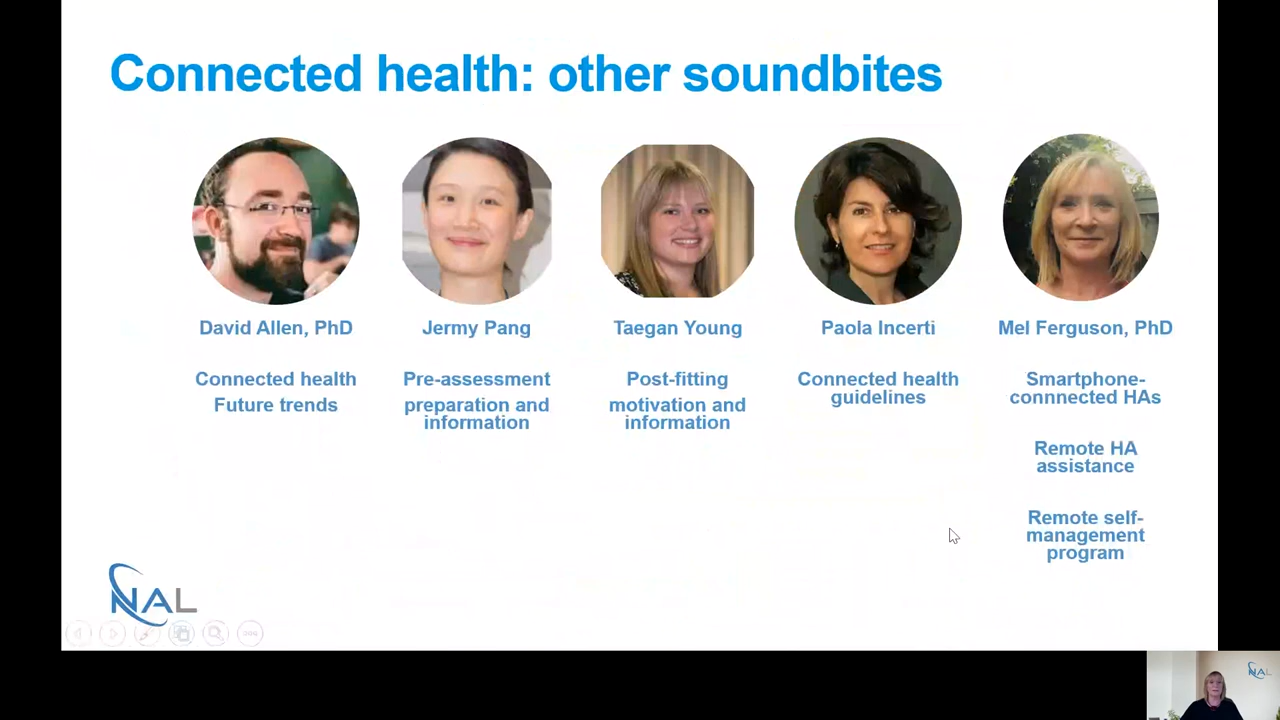 Connected health: other soundbites
David Allen, PhD
Connected health
Future trends
Jermy Pang
Pre-assessment
preparation and
information
Taegan Young
Post-fitting
motivation and
information
Paola Incerti
Connected health
guidelines
Mel Ferguson, PhD
Smartphone-
connnected HAs
Remote HA
assistance
Remote self-
management
program
NAL
NAL